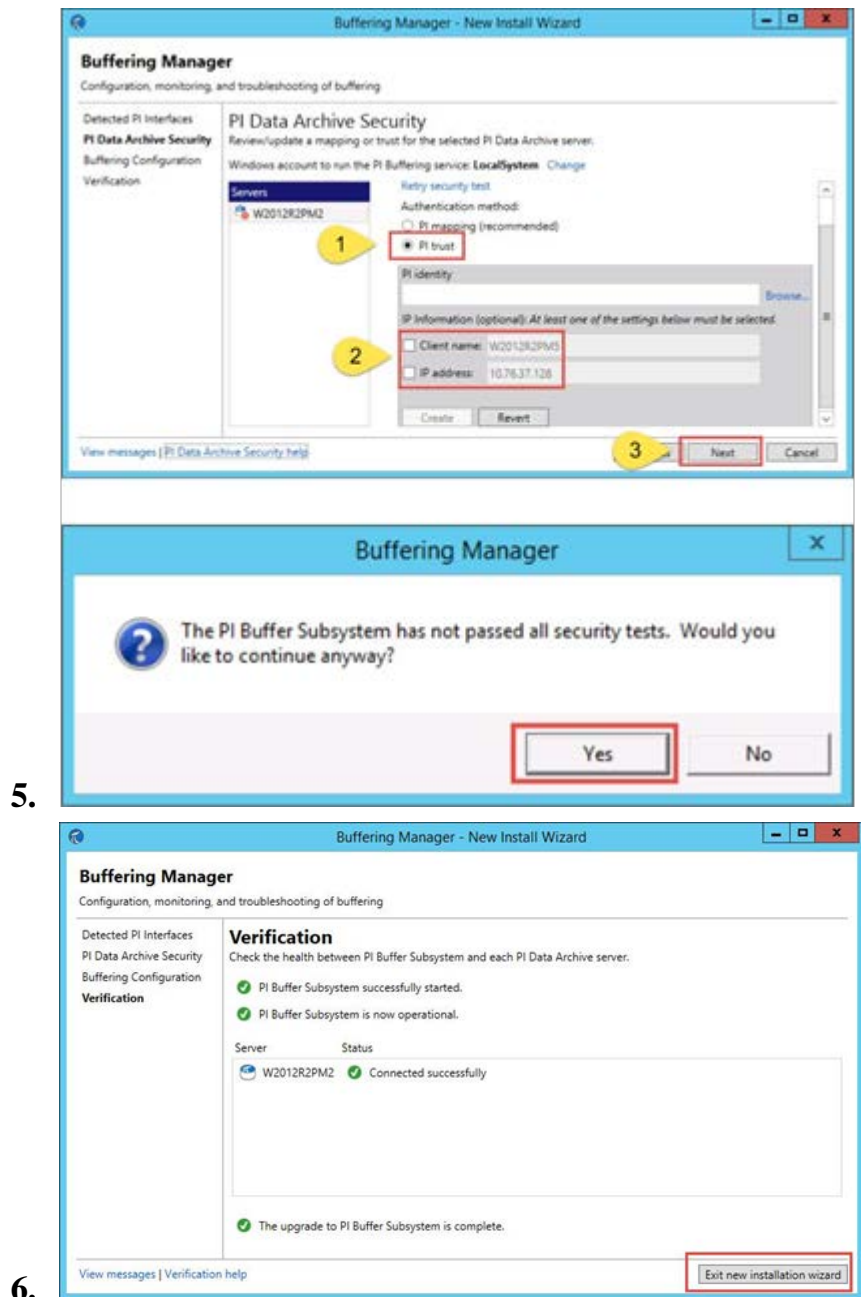 Buffering Manager - New Install Wizard
Buffering Manager
Configuration, monitoring, and troubleshooting of buffering
Detected PI Interfaces
PI Data Archive Security
Buffering Configuration
Verification
PI Data Archive Security
Review/update a mapping or trust for the selected PI Data Archive server.
Windows account to run the PI Buffering service: LocalSystem Change
Servers
W2012R2PM2
Retry security test
Authentication method:
PI mapping (recommended)
1
PI trust
PI identity
Browse...
IP Information (optional): At least one of the settings below must be selected.
2
Client name: W2012R2PM5
IP address: 10.76.37.128
Create Revert
View messages | PI Data Archive Security help
3
Next Cancel
Buffering Manager
The PI Buffer Subsystem has not passed all security tests. Would you
like to continue anyway?
Yes No
5.
Buffering Manager - New Install Wizard
Buffering Manager
Configuration, monitoring, and troubleshooting of buffering
Detected PI Interfaces
PI Data Archive Security
Buffering Configuration
Verification
Verification
Check the health between PI Buffer Subsystem and each PI Data Archive server.
PI Buffer Subsystem successfully started.
PI Buffer Subsystem is now operational.
Server Status
W2012R2PM2 Connected successfully
The upgrade to PI Buffer Subsystem is complete.
View messages | Verification help
Exit new installation wizard
6.